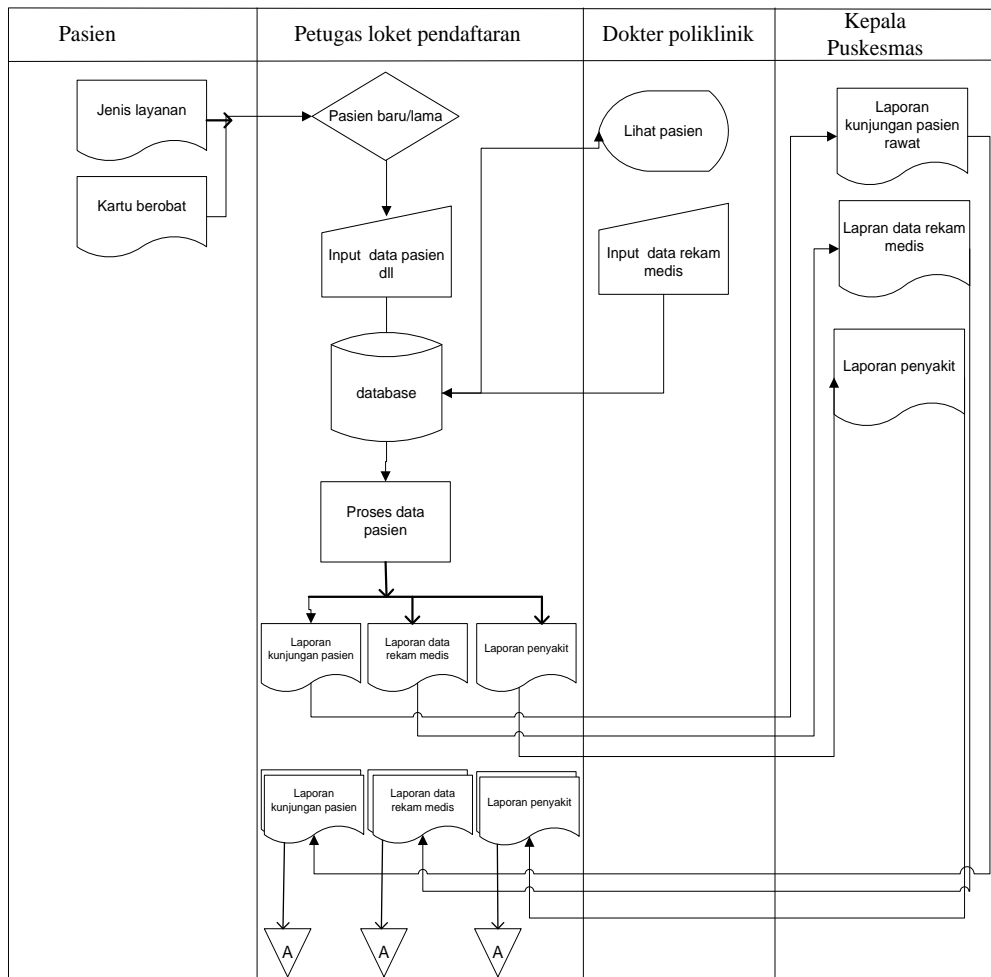 Pasien
Petugas loket pendaftaran
Dokter poliklinik
Kepala
Puskesmas
Jenis layanan
Kartu berobat
Pasien baru/lama
Input data pasien
dll
database
Proses data
pasien
Laporan
kunjungan pasien
Laporan data
rekam medis
Laporan penyakit
Laporan
kunjungan pasien
Laporan data
rekam medis
Laporan penyakit
A
A
A
Lihat pasien
Input data rekam
medis
Laporan
kunjungan pasien
rawat
Lapran data rekam
medis
Laporan penyakit